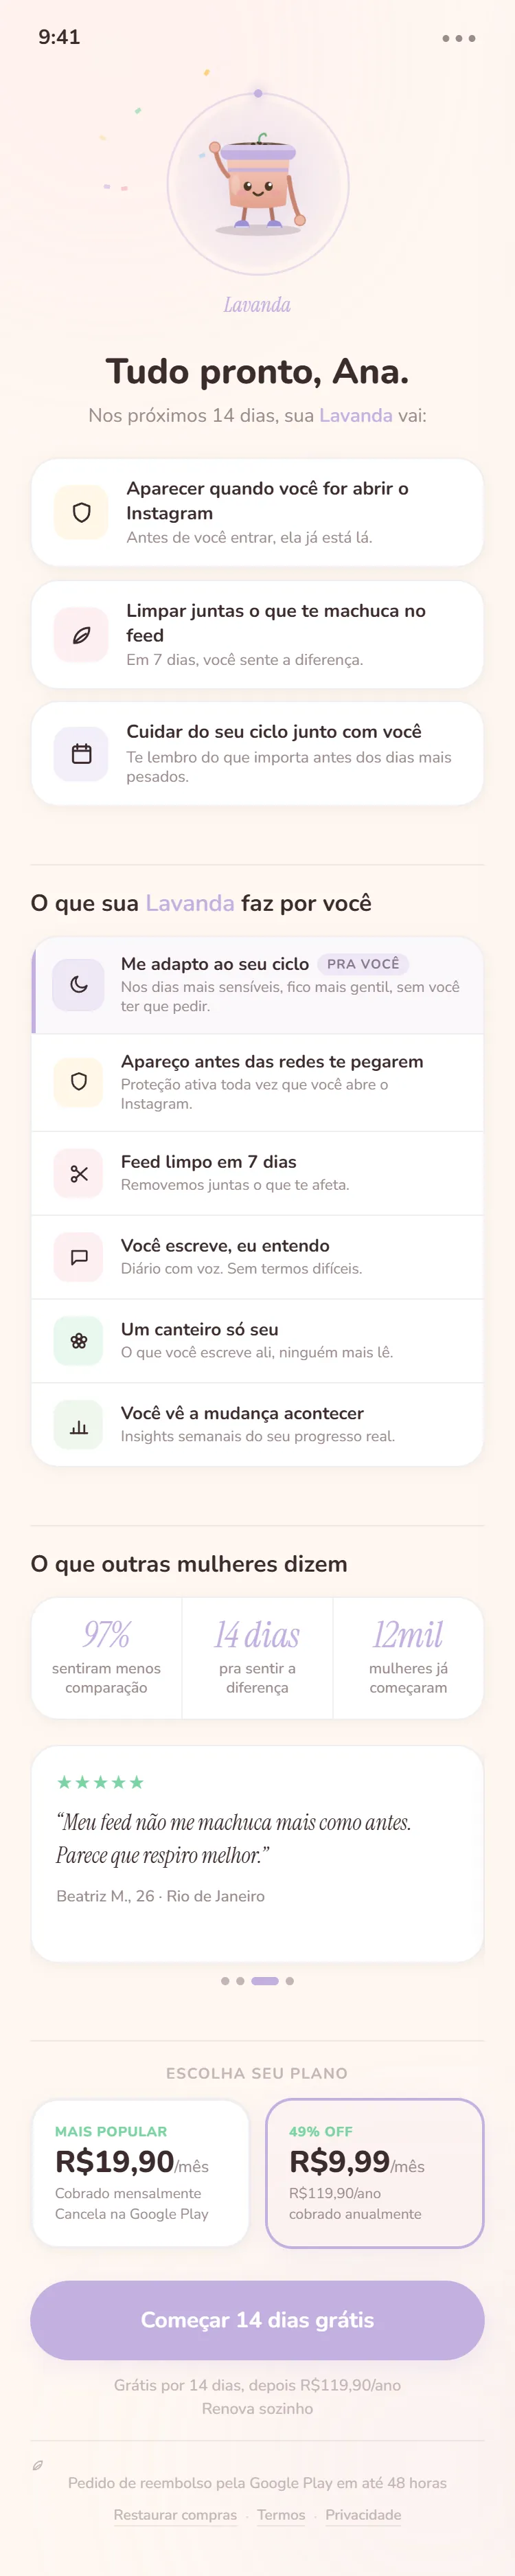 9:41
Lavanda
Tudo pronto, Ana.
Nos próximos 14 dias, sua Lavanda vai:
Aparecer quando você for abrir o
Instagram
Antes de você entrar, ela já está lá.
Limpar juntas o que te machuca no
feed
Em 7 dias, você sente a diferença.
Cuidar do seu ciclo junto com você
Te lembro do que importa antes dos dias mais
pesados.
O que sua Lavanda faz por você
Me adapto ao seu ciclo PRA VOCÊ
Nos dias mais sensíveis, fico mais gentil, sem você
ter que pedir.
Apareço antes das redes te pegarem
Proteção ativa toda vez que você abre o
Instagram.
Feed limpo em 7 dias
Removemos juntas o que te afeta.
Você escreve, eu entendo
Diário com voz. Sem termos difíceis.
Um canteiro só seu
O que você escreve ali, ninguém mais lê.
Você vê a mudança acontecer
Insights semanais do seu progresso real.
O que outras mulheres dizem
97%
sentiram menos
comparação
14 dias
pra sentir a
diferença
12mil
mulheres já
começaram
★★★★★
“Meu feed não me machuca mais como antes.
Parece que respiro melhor.”
Beatriz M., 26 · Rio de Janeiro
ESCOLHA SEU PLANO
MAIS POPULAR
R$19,90/mês
Cobrado mensalmente
Cancela na Google Play
49% OFF
R$9,99/mês
R$119,90/ano
cobrado anualmente
Começar 14 dias grátis
Grátis por 14 dias, depois R$119,90/ano
Renova sozinho
Pedido de reembolso pela Google Play em até 48 horas
Restaurar compras · Termos · Privacidade